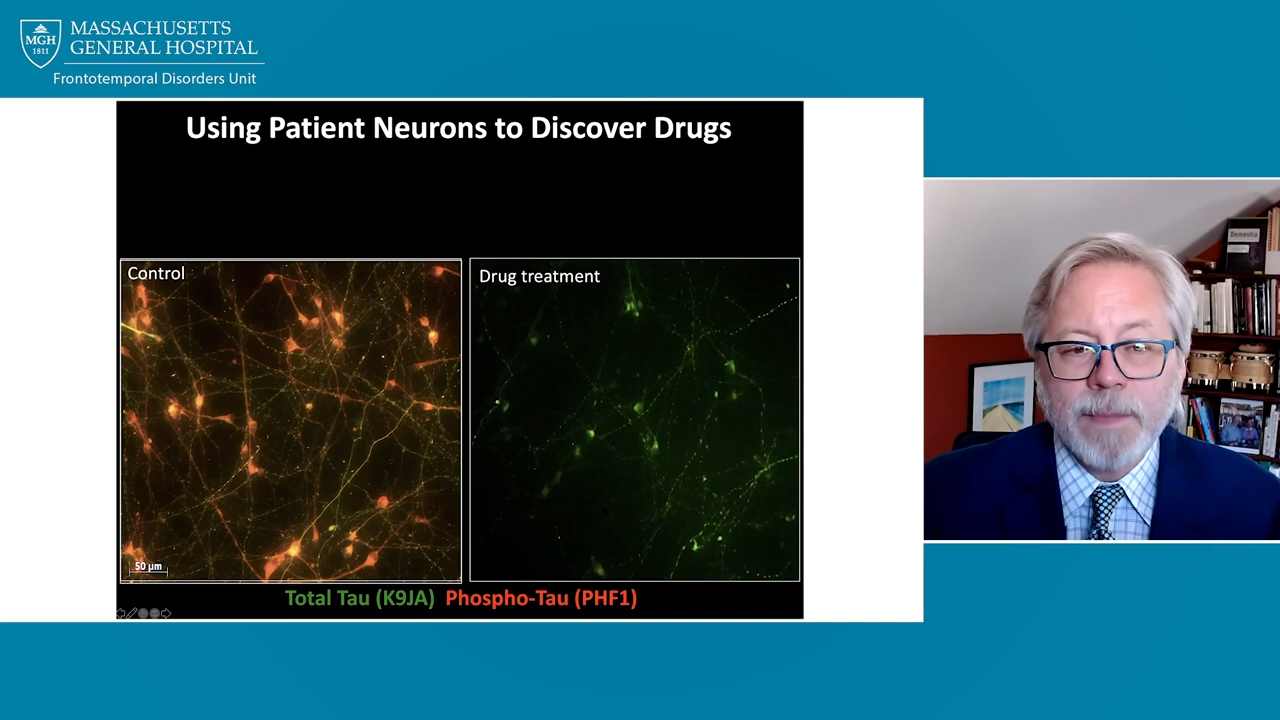 MASSACHUSETTS
GENERAL HOSPITAL
MGH
1811
Frontotemporal Disorders Unit
Using Patient Neurons to Discover Drugs
Control
Drug treatment
50 µm
Total Tau (K9JA) Phospho-Tau (PHF1)
Dementia